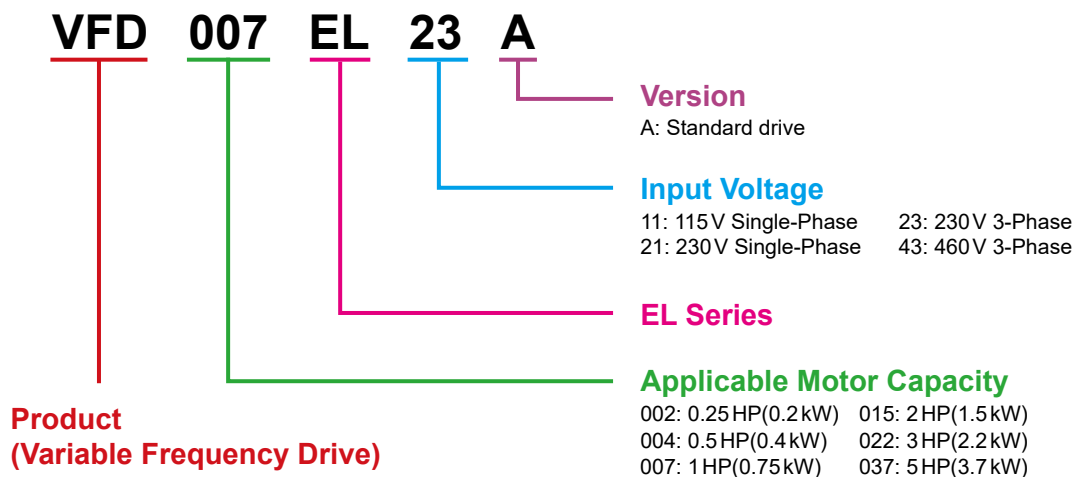 VFD 007 EL 23 A
Version
A: Standard drive
Input Voltage
11: 115V Single-Phase 23: 230V 3-Phase
21: 230V Single-Phase 43: 460V 3-Phase
EL Series
Applicable Motor Capacity
002: 0.25HP(0.2kW) 015: 2HP(1.5kW)
004: 0.5HP(0.4kW) 022: 3HP(2.2kW)
007: 1HP(0.75kW) 037: 5HP(3.7kW)
Product
(Variable Frequency Drive)